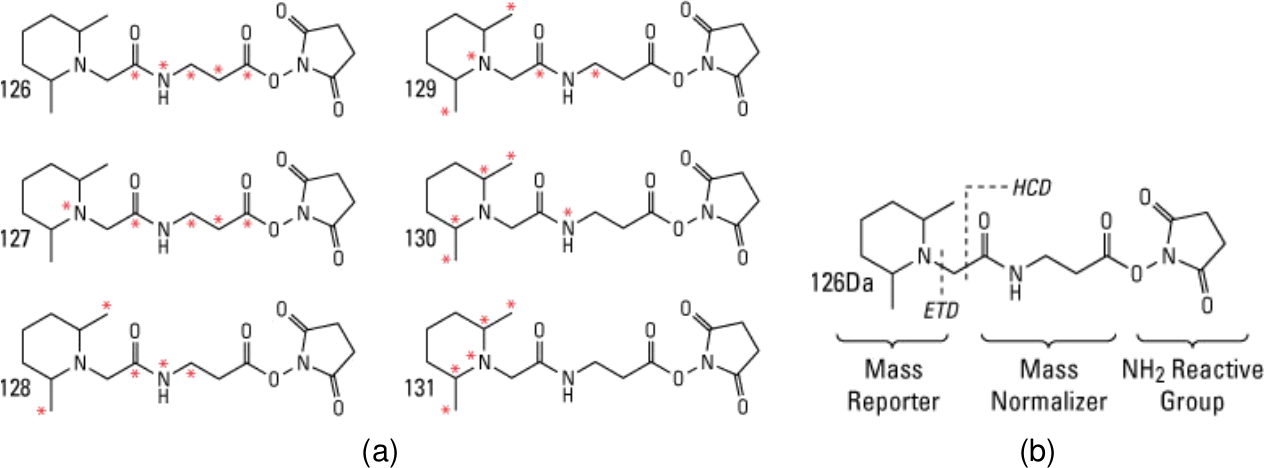 126
N
O
N
H
O
O
N
O
O
129
N
O
N
H
O
O
N
O
O
127
N
O
N
H
O
O
N
O
O
130
N
O
N
H
O
O
N
O
O
128
N
O
N
H
O
O
N
O
O
131
N
O
N
H
O
O
N
O
O
(a)
HCD
126Da
N
O
N
H
O
O
N
O
O
ETD
Mass
Reporter
Mass
Normalizer
NH2 Reactive
Group
(b)